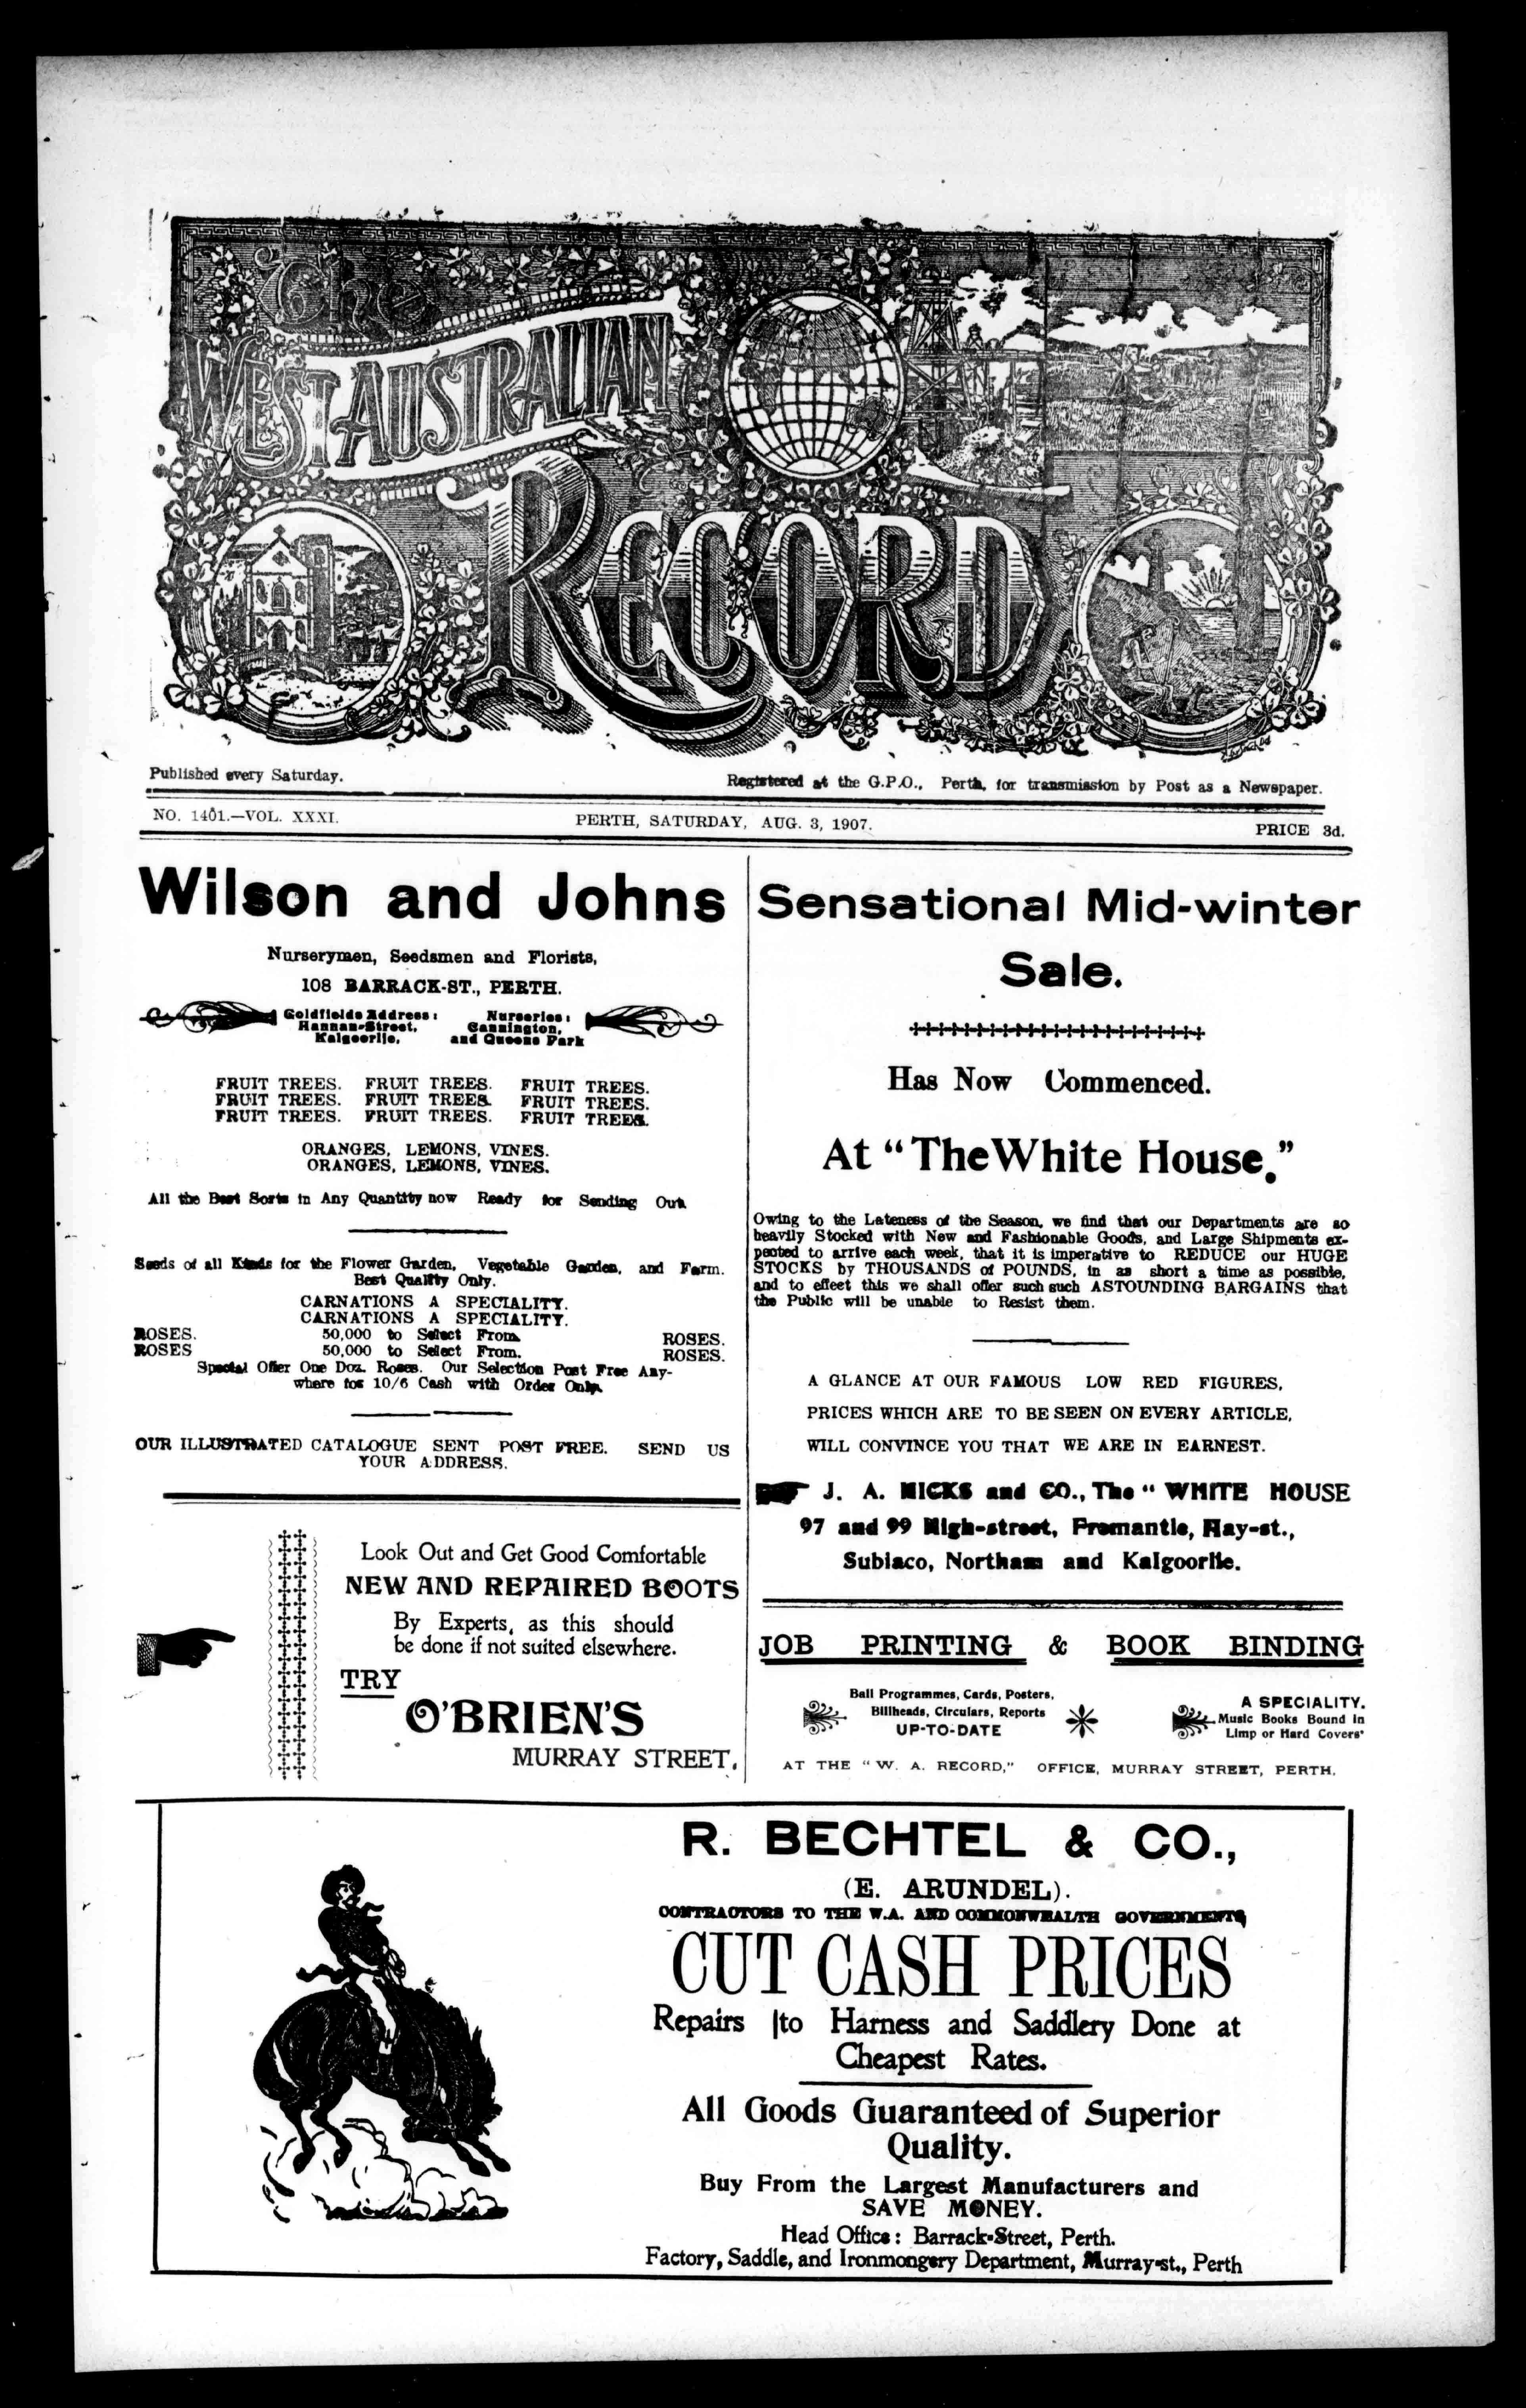 The
WEST AUSTRALIAN
RECORD
Published every Saturday.
Registered at the G.P.O., Perth, for transmission by Post as a Newspaper.
NO. 1401.—VOL. XXXI.
PERTH, SATURDAY, AUG. 3, 1907.
PRICE 3d.
Wilson and Johns
Nurserymen, Seedsmen and Florists,
108 BARRACK-ST., PERTH.
Goldfields Address:
Hannan-Street,
Kalgoorlie.
Nurseries:
Cannington,
and Queens Park
FRUIT TREES. FRUIT TREES. FRUIT TREES.
FRUIT TREES. FRUIT TREES. FRUIT TREES.
FRUIT TREES. FRUIT TREES. FRUIT TREES.
ORANGES, LEMONS, VINES.
ORANGES, LEMONS, VINES.
All the Best Sorts in Any Quantity now Ready for Sending Out.
Seeds of all Kinds for the Flower Garden, Vegetable Garden, and Farm.
Best Quality Only.
CARNATIONS A SPECIALITY.
CARNATIONS A SPECIALITY.
ROSES. 50,000 to Select From. ROSES.
ROSES 50,000 to Select From. ROSES.
Special Offer One Doz. Roses. Our Selection Post Free Any-
where for 10/6 Cash with Order Only.
OUR ILLUSTRATED CATALOGUE SENT POST FREE. SEND US
YOUR ADDRESS.
Look Out and Get Good Comfortable
NEW AND REPAIRED BOOTS
By Experts, as this should
be done if not suited elsewhere.
TRY
O'BRIEN'S
MURRAY STREET.
Sensational Mid-winter
Sale.
Has Now Commenced.
At "The White House."
Owing to the Lateness of the Season, we find that our Departments are so
heavily Stocked with New and Fashionable Goods, and Large Shipments ex-
pected to arrive each week, that it is imperative to REDUCE our HUGE
STOCKS by THOUSANDS of POUNDS, in as short a time as possible,
and to effect this we shall offer such such ASTOUNDING BARGAINS that
the Public will be unable to Resist them.
A GLANCE AT OUR FAMOUS LOW RED FIGURES,
PRICES WHICH ARE TO BE SEEN ON EVERY ARTICLE,
WILL CONVINCE YOU THAT WE ARE IN EARNEST.
J. A. HICKS and CO., The " WHITE HOUSE
97 and 99 High-street, Fremantle, Hay-st.,
Subiaco, Northam and Kalgoorlie.
JOB PRINTING & BOOK BINDING
Ball Programmes, Cards, Posters,
Billheads, Circulars, Reports
UP-TO-DATE
A SPECIALITY.
Music Books Bound in
Limp or Hard Covers'
AT THE "W. A. RECORD," OFFICE, MURRAY STREET, PERTH.
R. BECHTEL & CO.,
(E. ARUNDEL).
CONTRACTORS TO THE W.A. AND COMMONWEALTH GOVERNMENTS,
CUT CASH PRICES
Repairs to Harness and Saddlery Done at
Cheapest Rates.
All Goods Guaranteed of Superior
Quality.
Buy From the Largest Manufacturers and
SAVE MONEY.
Head Office: Barrack-Street, Perth.
Factory, Saddle, and Ironmongery Department, Murray-st., Perth